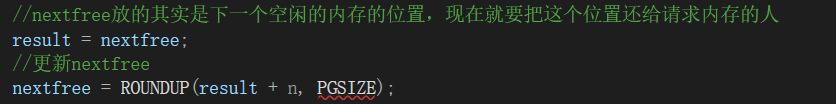 //nextfree放的其实是下一个空闲的内存的位置，现在就要把这个位置还给请求内存的人
result = nextfree;
//更新nextfree
nextfree = ROUNDUP(result + n, PGSIZE);